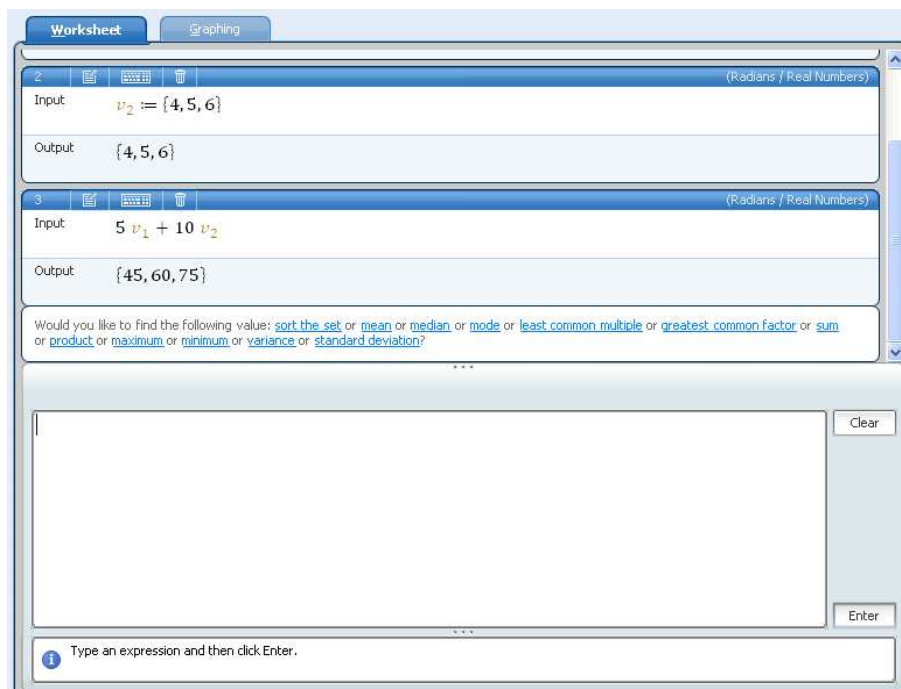 Worksheet Graphing
2 (Radians / Real Numbers)
Input v₂ := {4, 5, 6}
Output {4, 5, 6}
3 (Radians / Real Numbers)
Input 5 v₁ + 10 v₂
Output {45, 60, 75}
Would you like to find the following value: sort the set or mean or median or mode or least common multiple or greatest common factor or sum
or product or maximum or minimum or variance or standard deviation?
Clear
Enter
Type an expression and then click Enter.